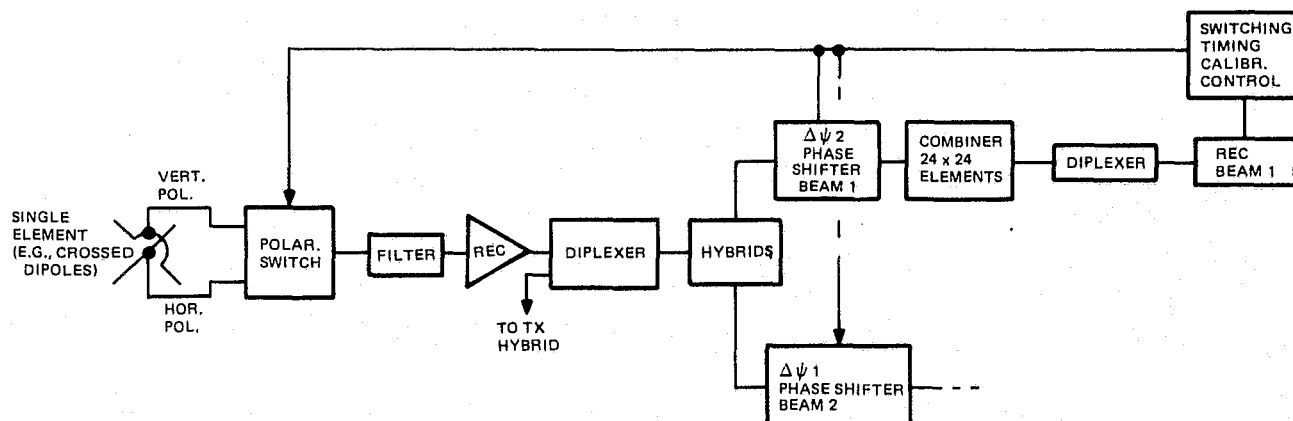 SWITCHING
TIMING
CALIBR.
CONTROL
Δψ 2
PHASE
SHIFTER
BEAM 1
COMBINER
24 x 24
ELEMENTS
DIPLEXER
REC
BEAM 1
VERT.
POL.
SINGLE
ELEMENT
(E.G., CROSSED
DIPOLES)
POLAR.
SWITCH
FILTER
REC
DIPLEXER
HYBRIDS
HOR.
POL.
TO TX
HYBRID
Δψ 1
PHASE SHIFTER
BEAM 2